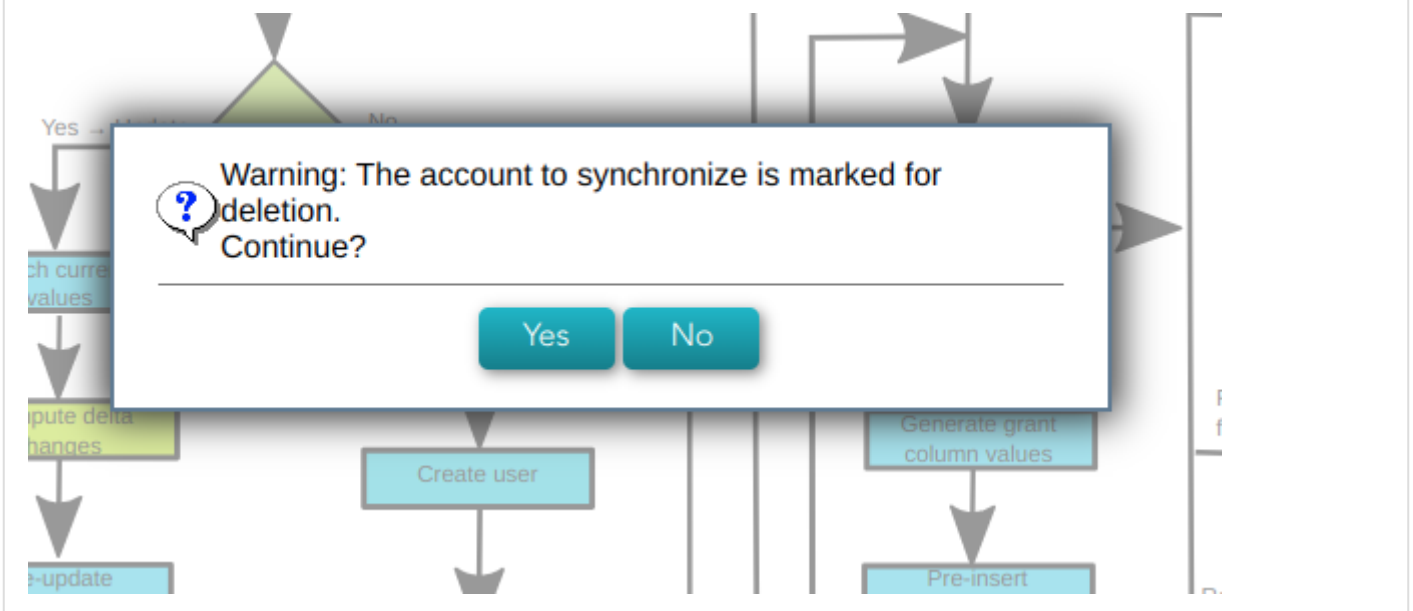 Yes →
No
Warning: The account to synchronize is marked for
deletion.
Continue?
Yes
No
values
Generate grant
column values
Create user
Pre-insert